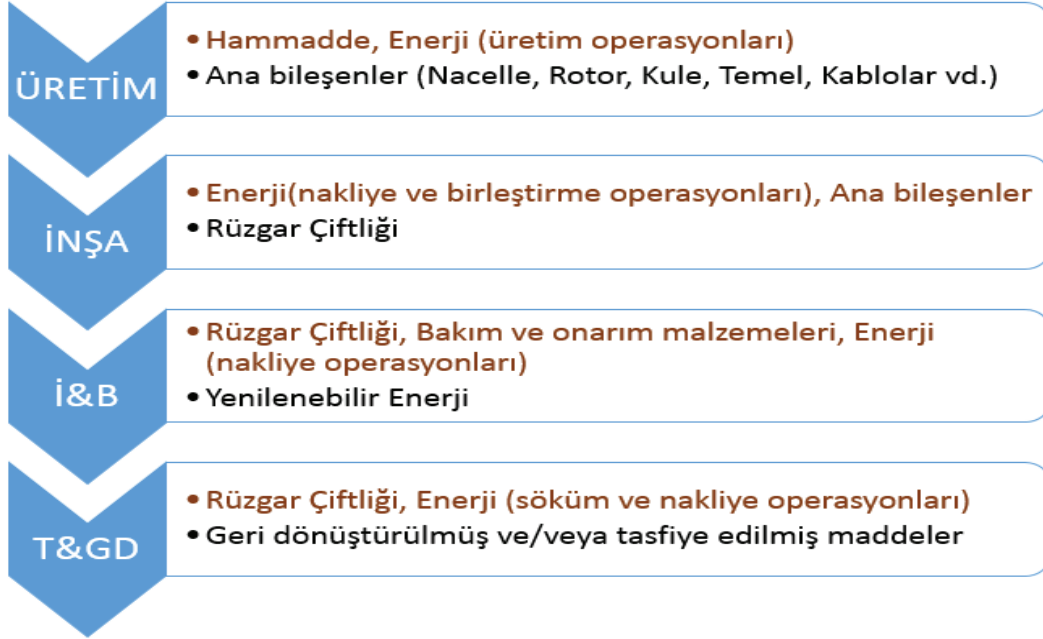 ÜRETİM
• Hammadde, Enerji (üretim operasyonları)
• Ana bileşenler (Nacelle, Rotor, Kule, Temel, Kablolar vd.)
İNŞA
• Enerji(nakliye ve birleştirme operasyonları), Ana bileşenler
• Rüzgar Çiftliği
İ&B
• Rüzgar Çiftliği, Bakım ve onarım malzemeleri, Enerji
(nakliye operasyonları)
• Yenilenebilir Enerji
T&GD
• Rüzgar Çiftliği, Enerji (söküm ve nakliye operasyonları)
• Geri dönüştürülmüş ve/veya tasfiye edilmiş maddeler